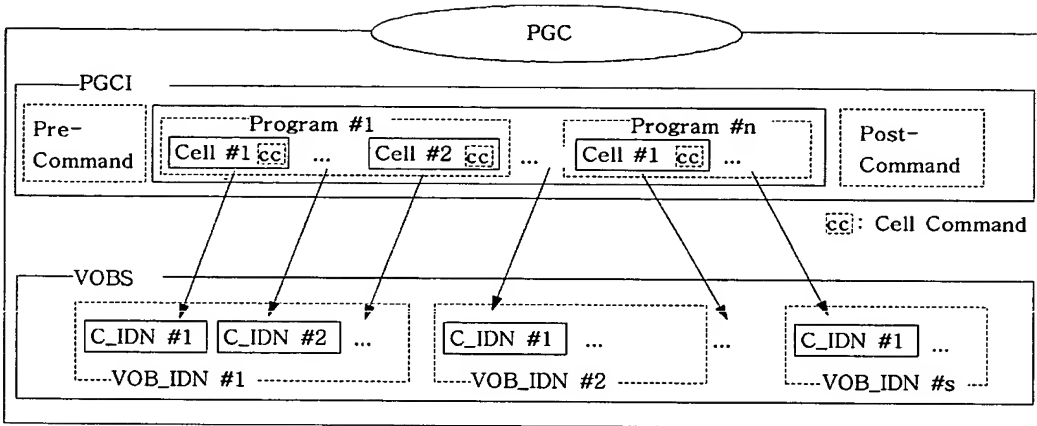 PGC
PGCI
Pre-
Command
Program #1
Cell #1 cc ... Cell #2 cc
...
Program #n
Cell #1 cc ...
Post-
Command
cc: Cell Command
VOBS
C_IDN #1 C_IDN #2 ...
VOB_IDN #1
C_IDN #1 ...
VOB_IDN #2
...
C_IDN #1 ...
VOB_IDN #s